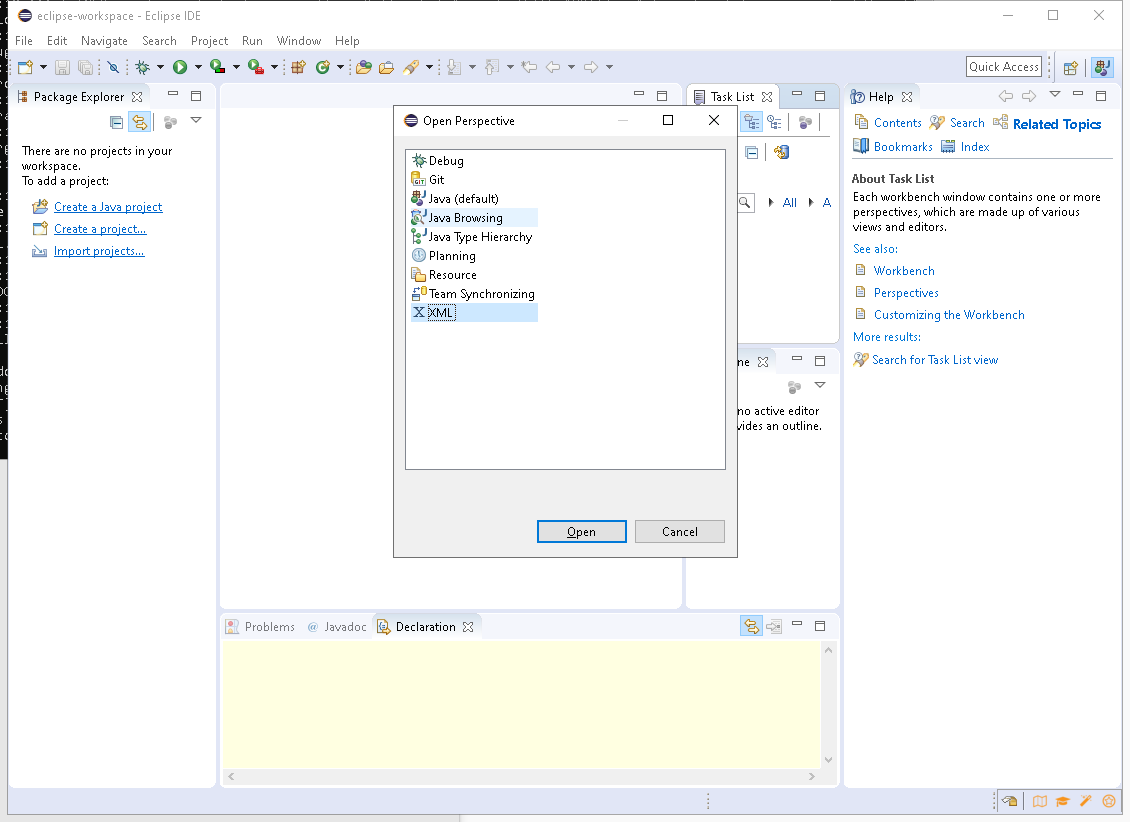 eclipse-workspace - Eclipse IDE
File Edit Navigate Search Project Run Window Help
Quick Access
Package Explorer
There are no projects in your
workspace.
To add a project:
Create a Java project
Create a project...
Import projects...
Open Perspective
Debug
Git
Java (default)
Java Browsing
Java Type Hierarchy
Planning
Resource
Team Synchronizing
XML
Open Cancel
Task List
All A
ne
no active editor
vides an outline.
Help
Contents Search Related Topics
Bookmarks Index
About Task List
Each workbench window contains one or more
perspectives, which are made up of various
views and editors.
See also:
Workbench
Perspectives
Customizing the Workbench
More results:
Search for Task List view
Problems @ Javadoc Declaration